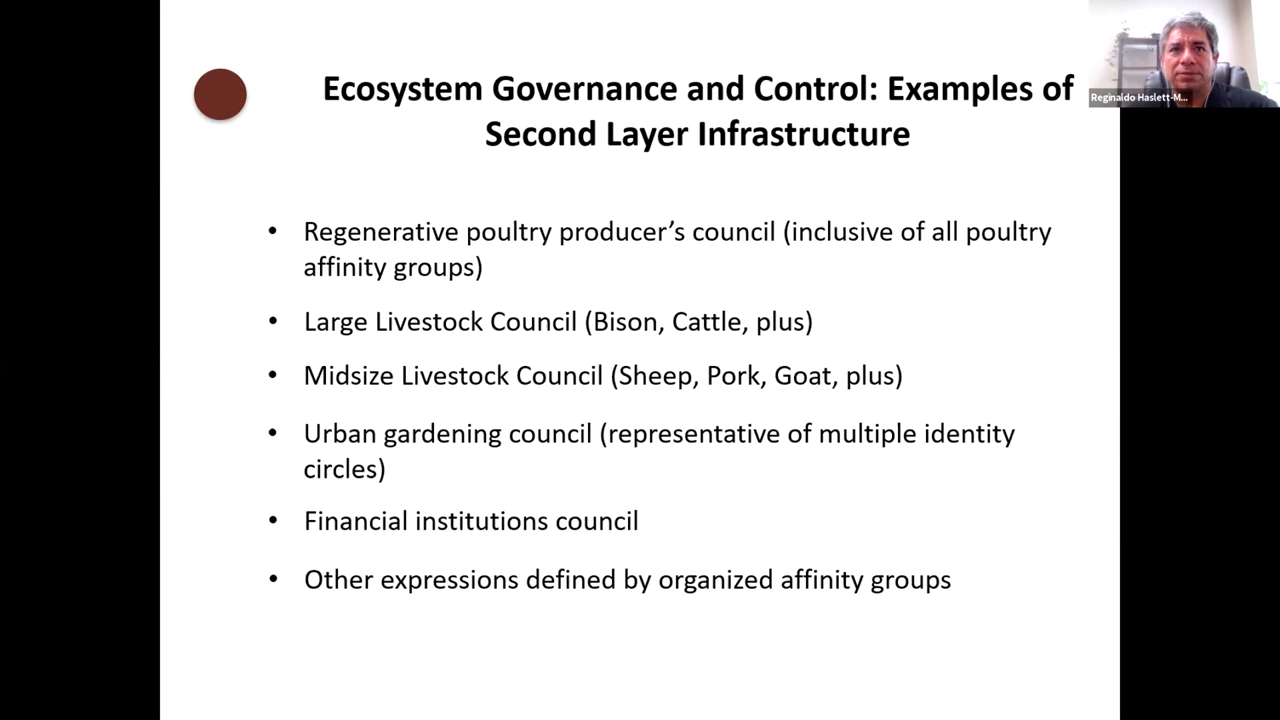 Ecosystem Governance and Control: Examples of
Second Layer Infrastructure
Reginaldo Haslett-M...
• Regenerative poultry producer’s council (inclusive of all poultry
affinity groups)
• Large Livestock Council (Bison, Cattle, plus)
• Midsize Livestock Council (Sheep, Pork, Goat, plus)
• Urban gardening council (representative of multiple identity
circles)
• Financial institutions council
• Other expressions defined by organized affinity groups